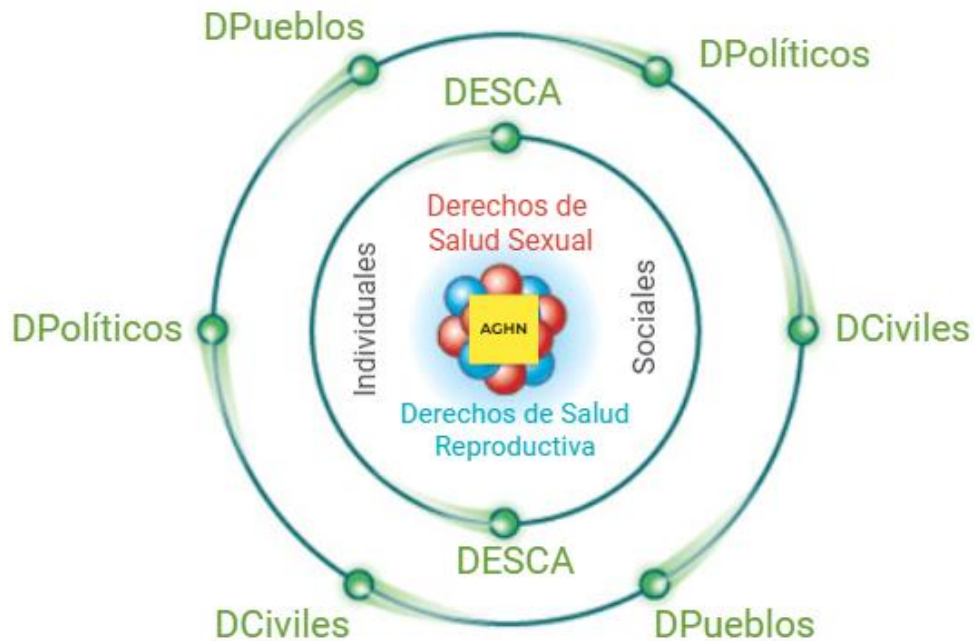 DPueblos
DPolíticos
DESCA
Derechos de
Salud Sexual
Individuales
Sociales
AGHN
DPolíticos
DCiviles
Derechos de Salud
Reproductiva
DESCA
DCiviles
DPueblos